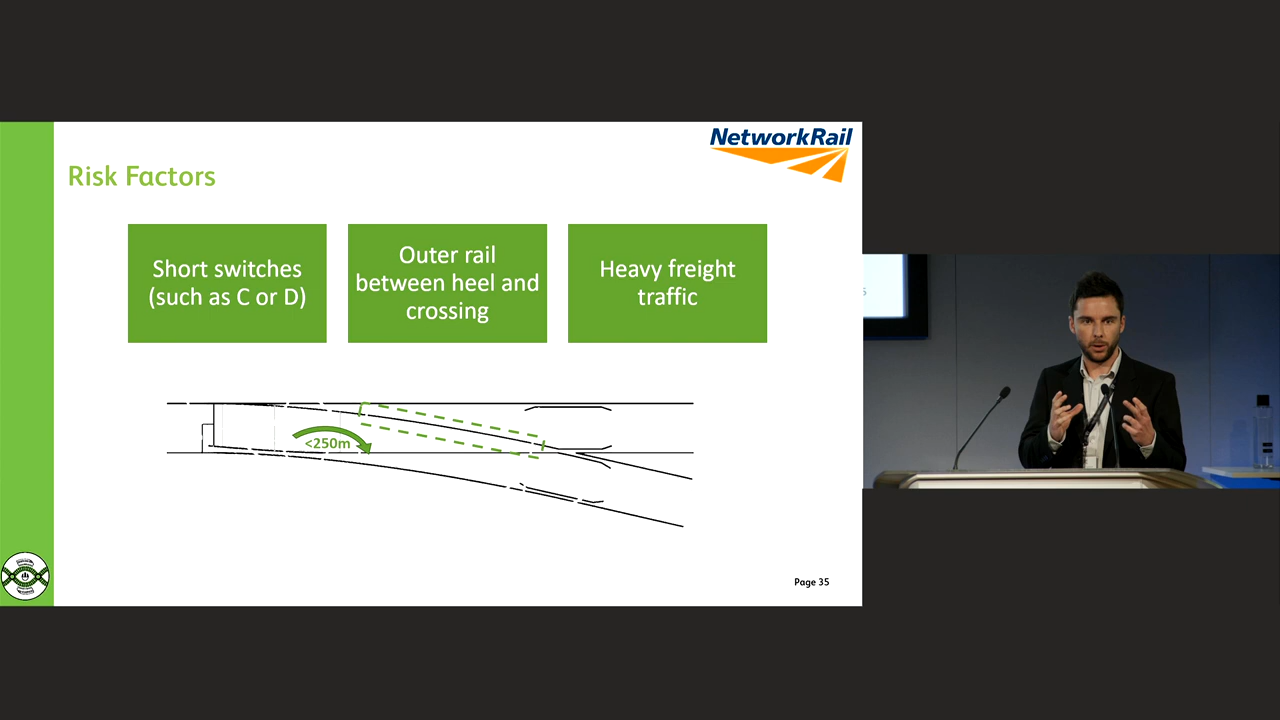 NetworkRail
Risk Factors
Short switches
(such as C or D)
Outer rail
between heel and
crossing
Heavy freight
traffic
<250m
Page 35